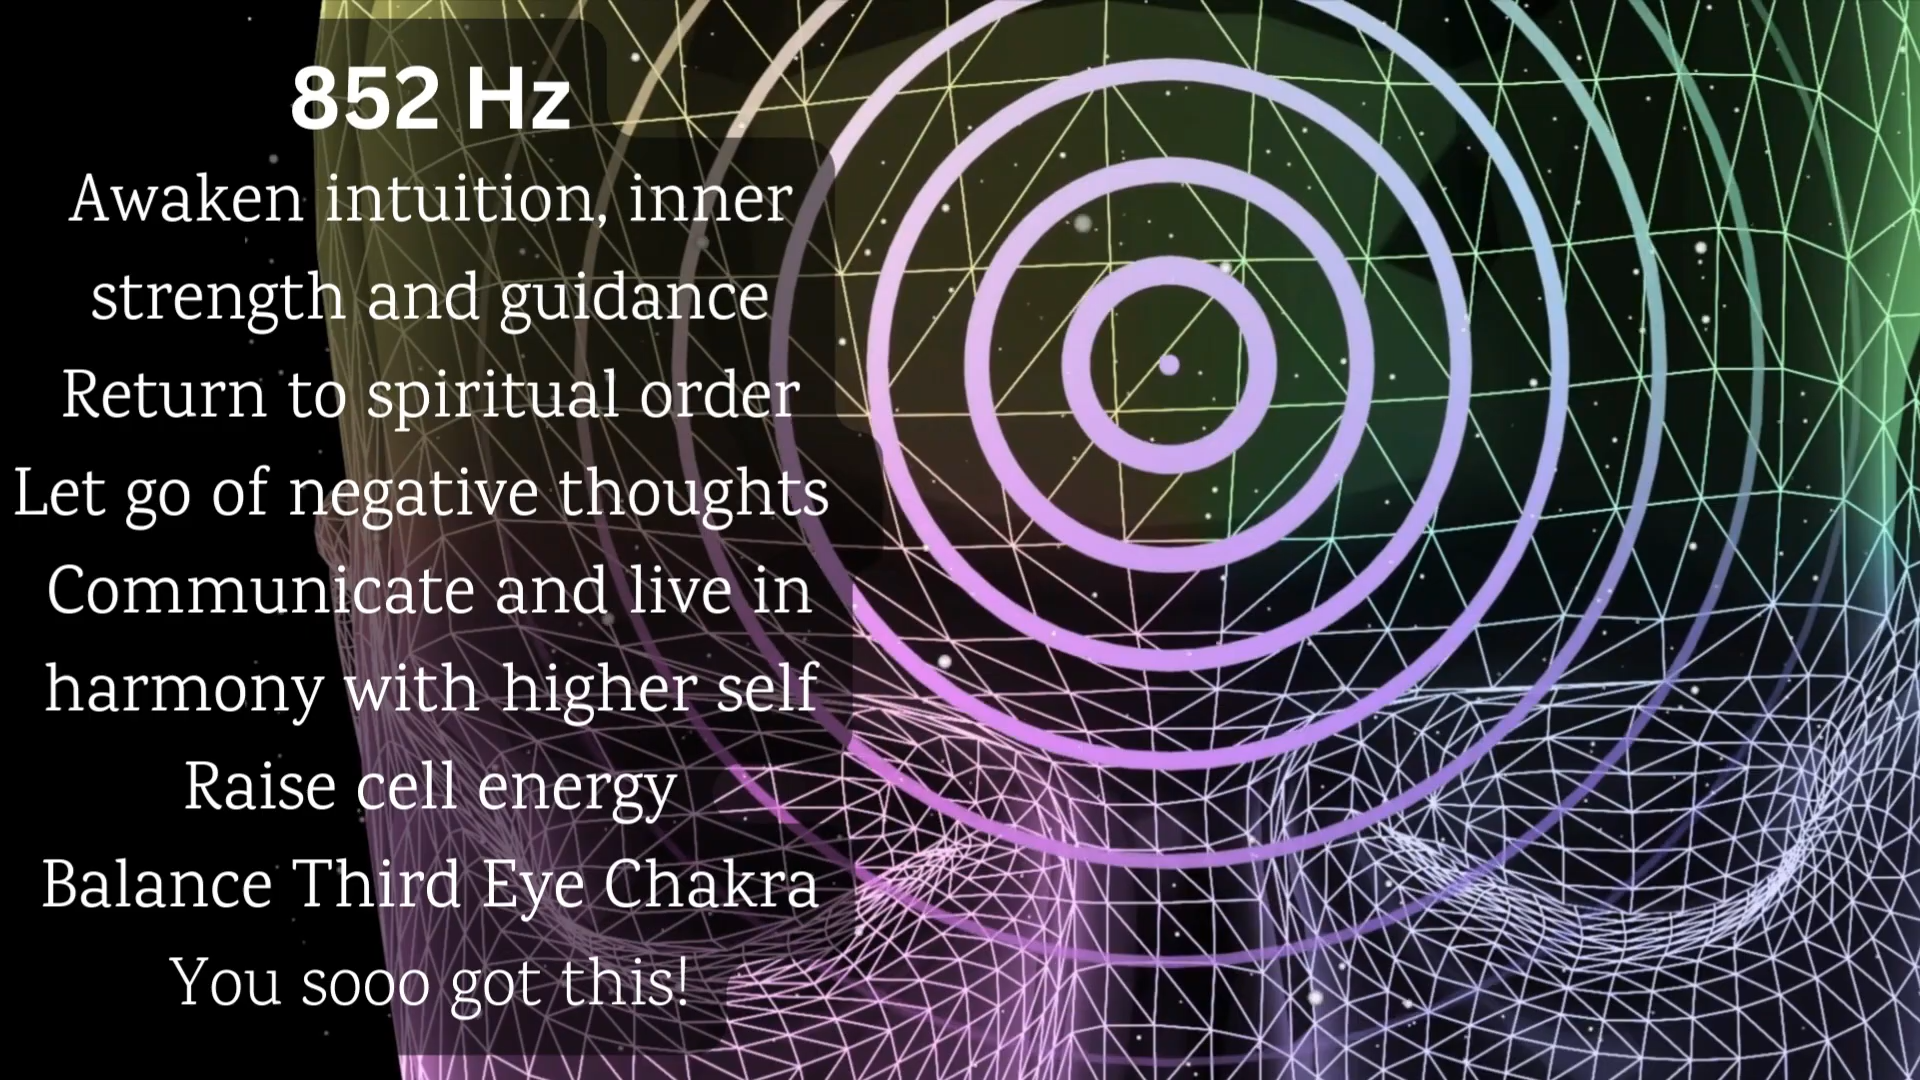 852 Hz
Awaken intuition, inner
strength and guidance
Return to spiritual order
Let go of negative thoughts
Communicate and live in
harmony with higher self
Raise cell energy
Balance Third Eye Chakra
You sooo got this!